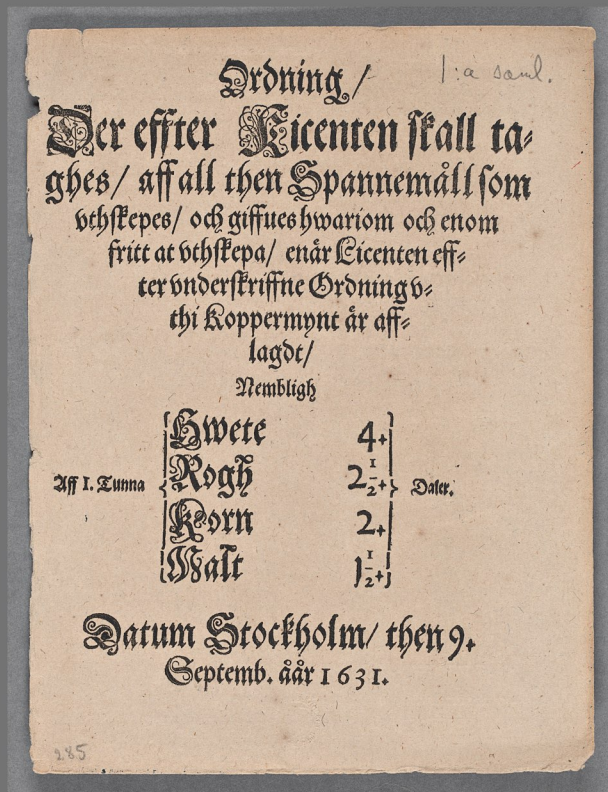 1:a saml.
Ordning /
Der effter Licenten skall ta-
ghes / aff all then Spannemåll som
vthskepes / och giffues hwariom och enom
fritt at vthskepa / enär Licenten eff-
ter vnderskriffne Ordning v-
thi Koppermynt är aff-
lagdt /
Nembligh
Hwete 4.
Rogh 2 1/2.
Aff 1. Tunna Daler.
Korn 2.
Malt 1 1/2.
Datum Stockholm / then 9.
Septemb. åår 1631.
285